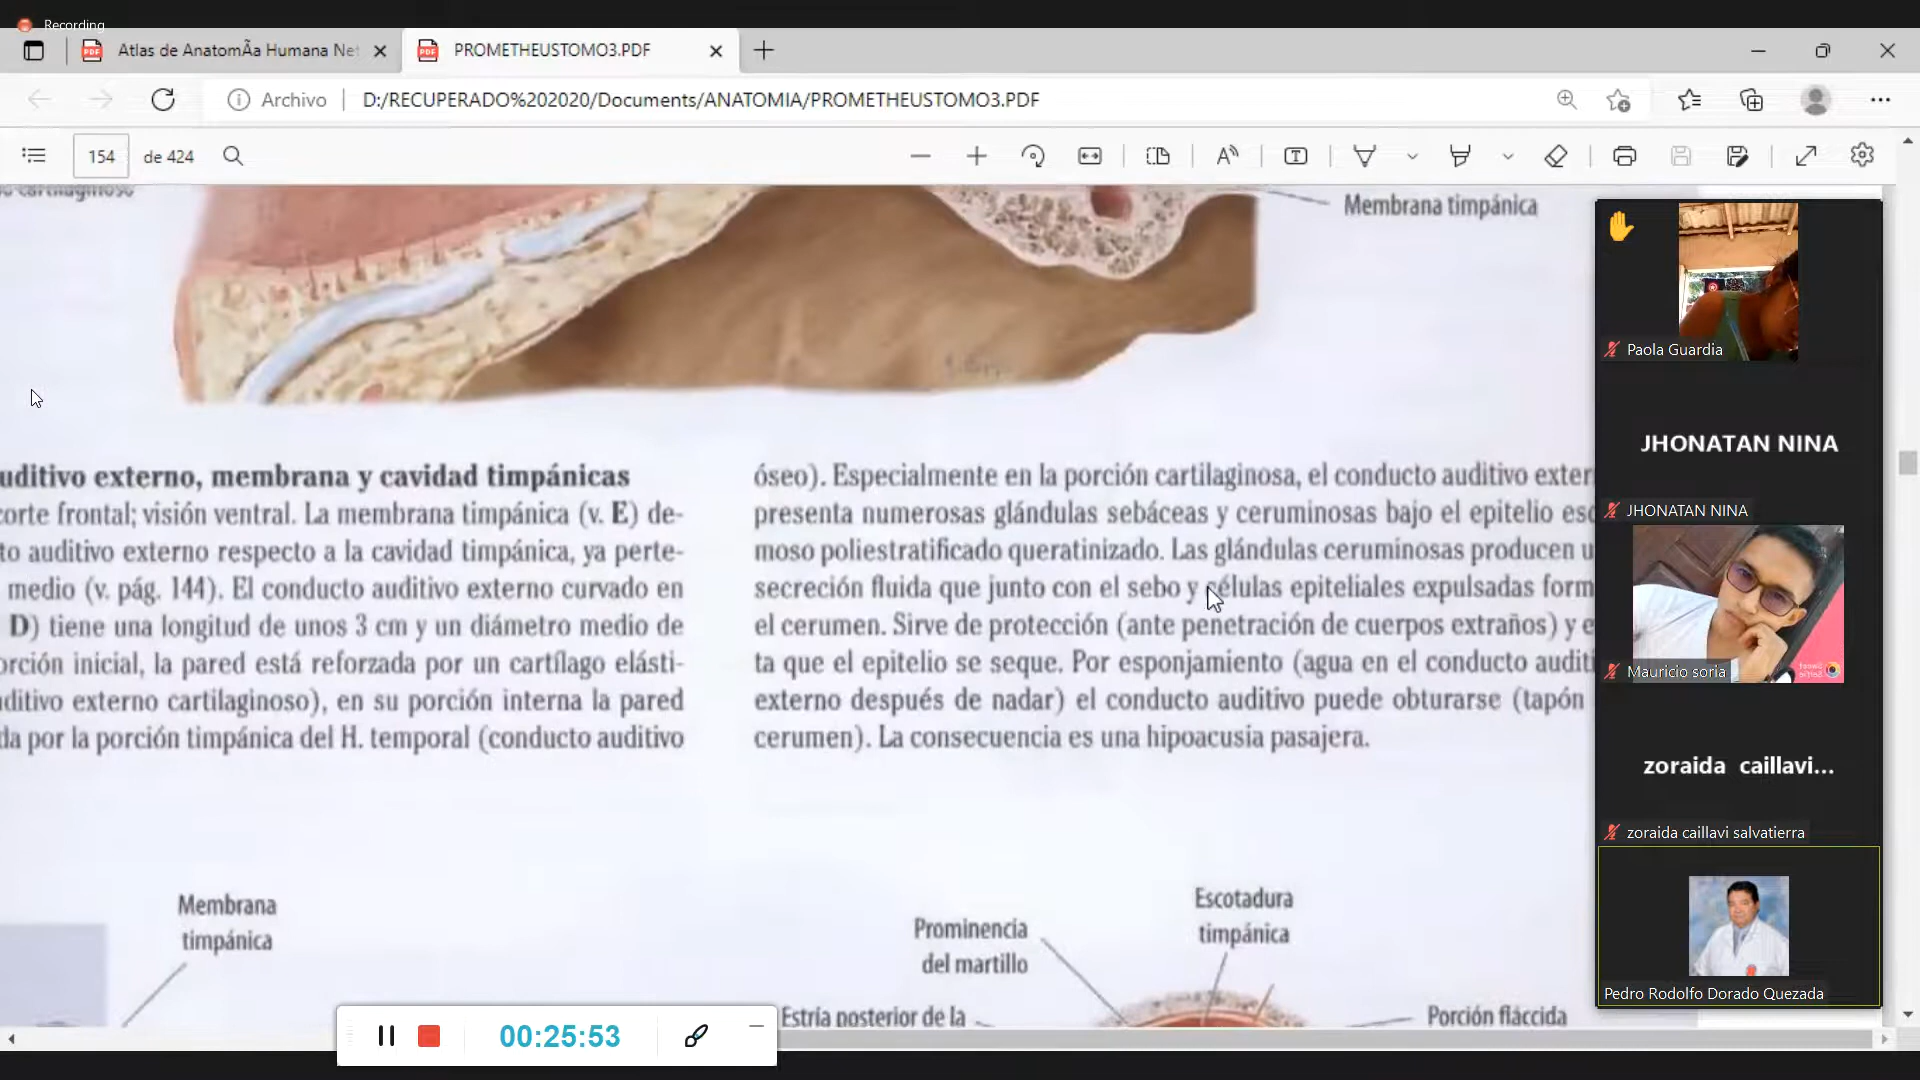 Recording
Atlas de AnatomÃa Humana Net
PROMETHEUSTOMO3.PDF
Archivo
D:/RECUPERADO%202020/Documents/ANATOMIA/PROMETHEUSTOMO3.PDF
154 de 424
cartilaginoso
Membrana timpánica
uditivo externo, membrana y cavidad timpánicas
corte frontal; visión ventral. La membrana timpánica (v. E) de-
to auditivo externo respecto a la cavidad timpánica, ya perte-
medio (v. pág. 144). El conducto auditivo externo curvado en
D) tiene una longitud de unos 3 cm y un diámetro medio de
orción inicial, la pared está reforzada por un cartílago elásti-
ditivo externo cartilaginoso), en su porción interna la pared
da por la porción timpánica del H. temporal (conducto auditivo
óseo). Especialmente en la porción cartilaginosa, el conducto auditivo exter
presenta numerosas glándulas sebáceas y ceruminosas bajo el epitelio esc
moso poliestratificado queratinizado. Las glándulas ceruminosas producen u
secreción fluida que junto con el sebo y células epiteliales expulsadas form
el cerumen. Sirve de protección (ante penetración de cuerpos extraños) y e
ta que el epitelio se seque. Por esponjamiento (agua en el conducto auditi
externo después de nadar) el conducto auditivo puede obturarse (tapón
cerumen). La consecuencia es una hipoacusia pasajera.
Membrana
timpánica
Prominencia
del martillo
Escotadura
timpánica
Estría posterior de la
Porción fláccida
00:25:53
Paola Guardia
JHONATAN NINA
JHONATAN NINA
Mauricio soria
zoraida caillavi...
zoraida caillavi salvatierra
Pedro Rodolfo Dorado Quezada